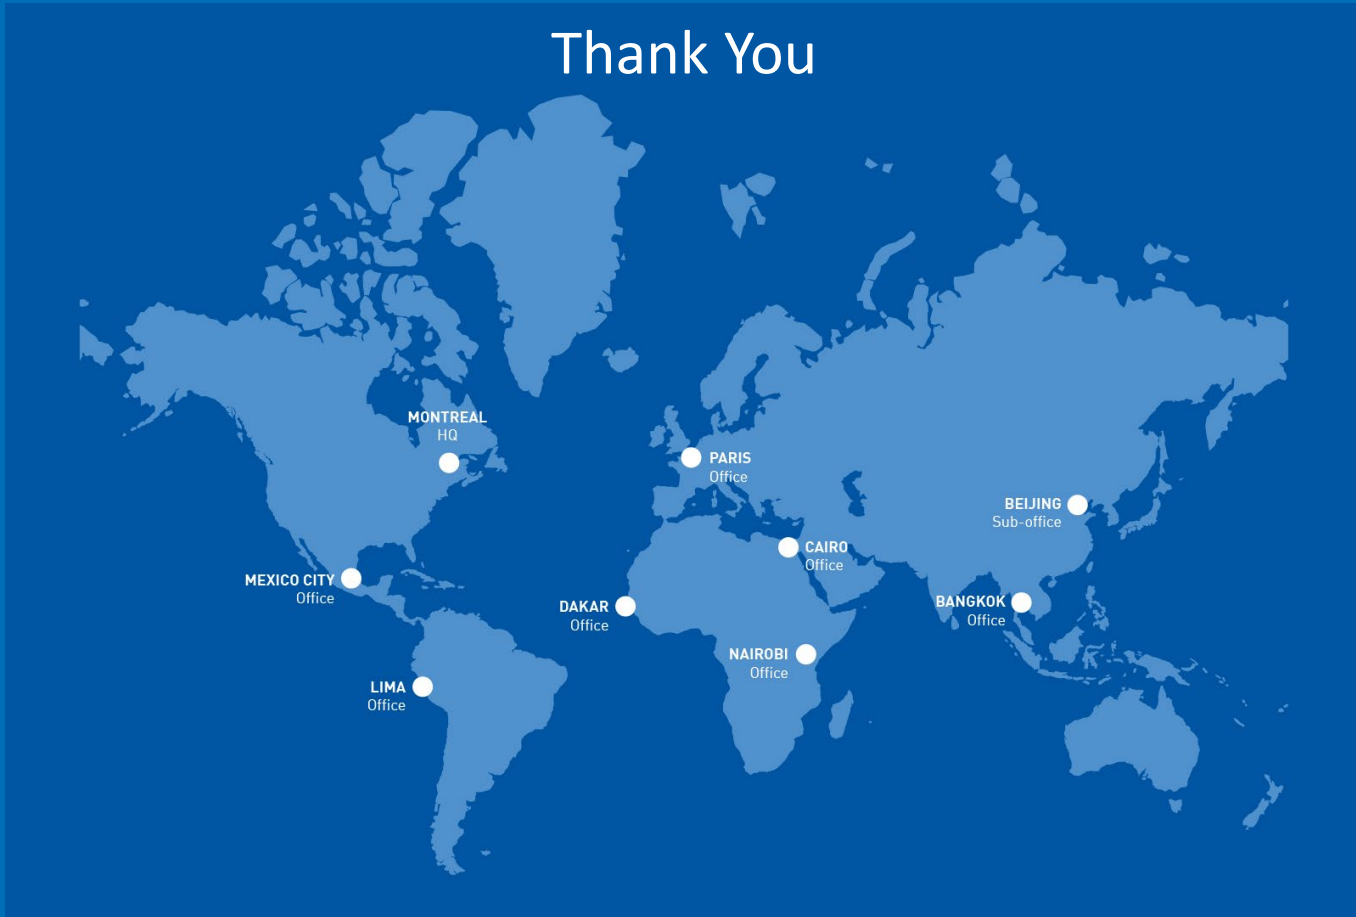 Thank You
MONTREAL
HQ
PARIS
Office
BEIJING
Sub-office
CAIRO
Office
MEXICO CITY
Office
DAKAR
Office
BANGKOK
Office
NAIROBI
Office
LIMA
Office